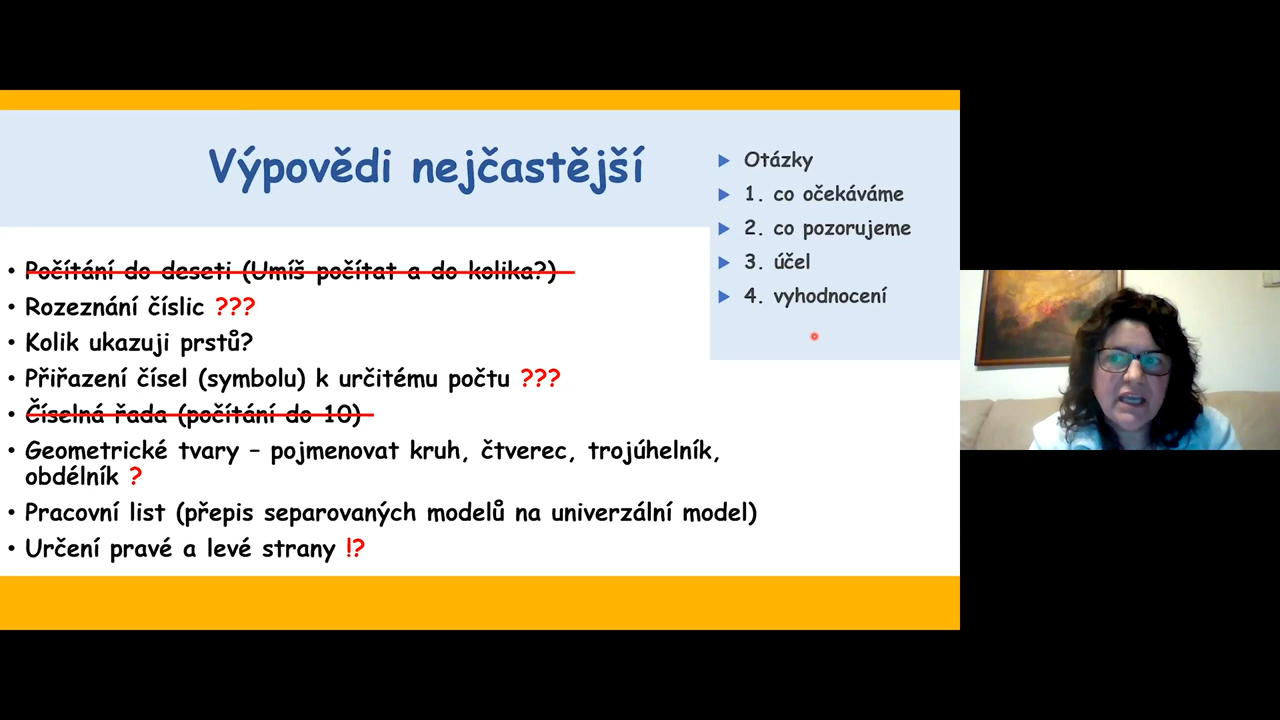 Výpovědi nejčastější
Otázky
1. co očekáváme
2. co pozorujeme
3. účel
4. vyhodnocení
• Počítání do deseti (Umíš počítat a do kolika?)
• Rozeznání číslic ???
• Kolik ukazuji prstů?
• Přiřazení čísel (symbolu) k určitému počtu ???
• Číselná řada (počítání do 10)
• Geometrické tvary – pojmenovat kruh, čtverec, trojúhelník,
obdélník ?
• Pracovní list (přepis separovaných modelů na univerzální model)
• Určení pravé a levé strany !?